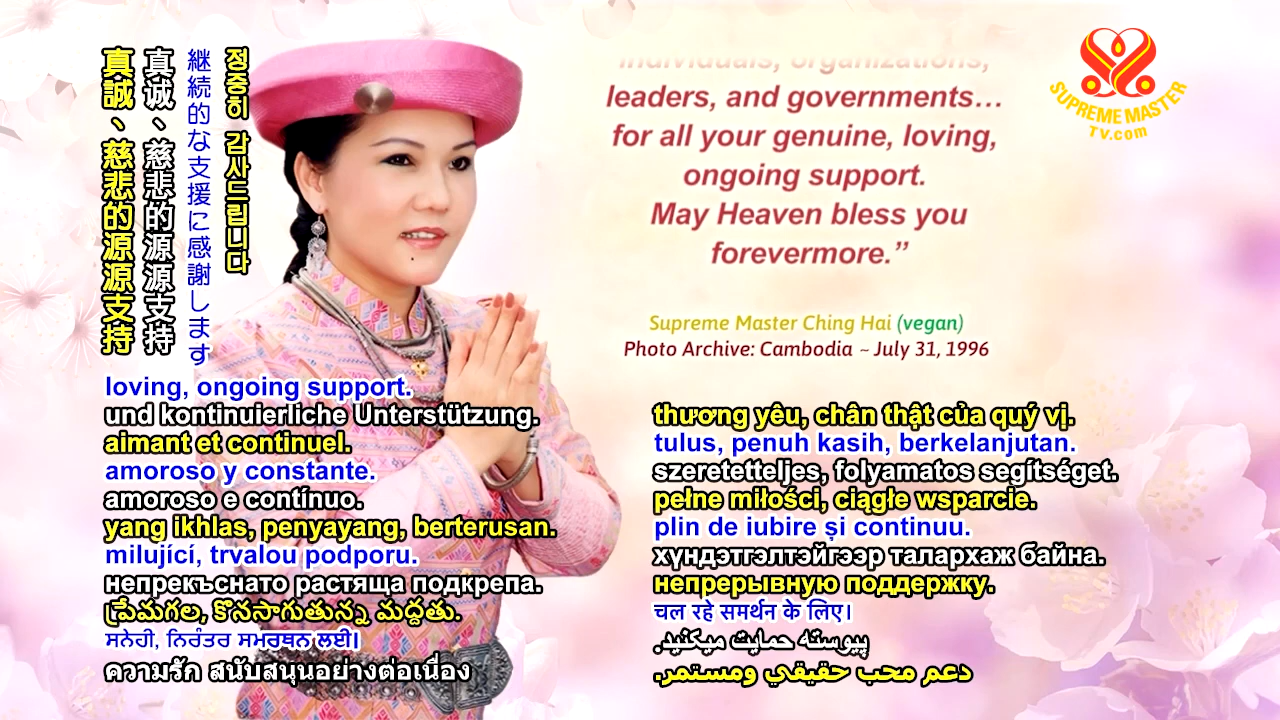 真誠、慈悲的源源支持
真诚、慈悲的源源支持
継続的な支援に感謝します
정중히 감사드립니다
individuals, organizations,
leaders, and governments…
for all your genuine, loving,
ongoing support.
May Heaven bless you
forevermore.”
Supreme Master Ching Hai (vegan)
Photo Archive: Cambodia ~ July 31, 1996
SUPREME MASTER
TV.com
loving, ongoing support.
und kontinuierliche Unterstützung.
aimant et continuel.
amoroso y constante.
amoroso e contínuo.
yang ikhlas, penyayang, berterusan.
milující, trvalou podporu.
непрекъснато растяща подкрепа.
ప్రేమగల, కొనసాగుతున్న మద్దతు.
ਸਨੇਹੀ, ਨਿਰੰਤਰ ਸਮਰਥਨ ਲਈ।
ความรัก สนับสนุนอย่างต่อเนื่อง
thương yêu, chân thật của quý vị.
tulus, penuh kasih, berkelanjutan.
szeretetteljes, folyamatos segítséget.
pełne miłości, ciągłe wsparcie.
plin de iubire și continuu.
хүндэтгэлтэйгээр талархаж байна.
непрерывную поддержку.
चल रहे समर्थन के लिए।
پیوسته حمایت میکنید.
دعم محب حقيقي ومستمر.